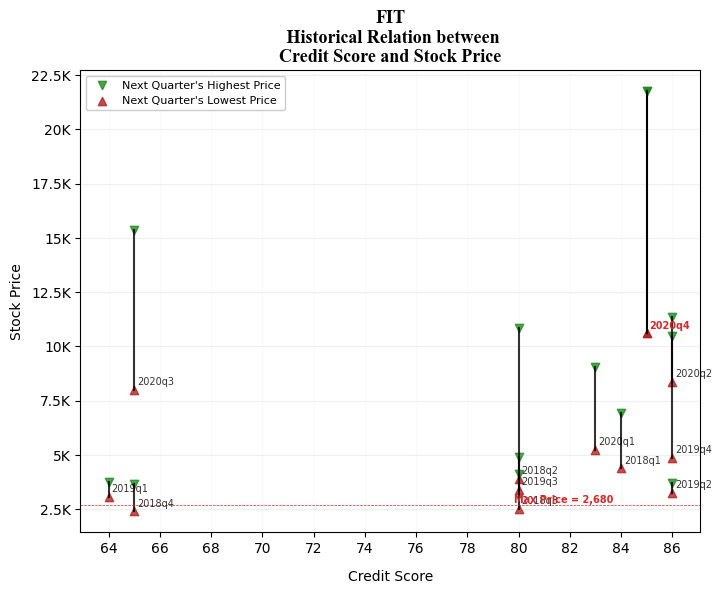 FIT
Historical Relation between
Credit Score and Stock Price
22.5K
Next Quarter's Highest Price
Next Quarter's Lowest Price
20K
17.5K
15K
12.5K
10K
7.5K
5K
2.5K
Stock Price
2020q4
2020q3
2020q2
2020q1
2019q4
2018q1
2018q2
2019q3
2019q1
2019q2
2018q4
2018q3
Price = 2,680
64
66
68
70
72
74
76
78
80
82
84
86
Credit Score